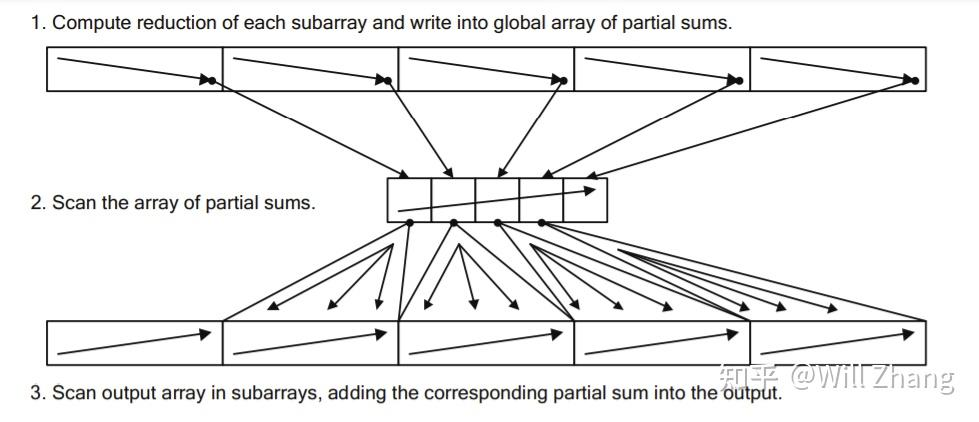 1. Compute reduction of each subarray and write into global array of partial sums.
2. Scan the array of partial sums.
3. Scan output array in subarrays, adding the corresponding partial sum into the output.
知乎 @Will Zhang